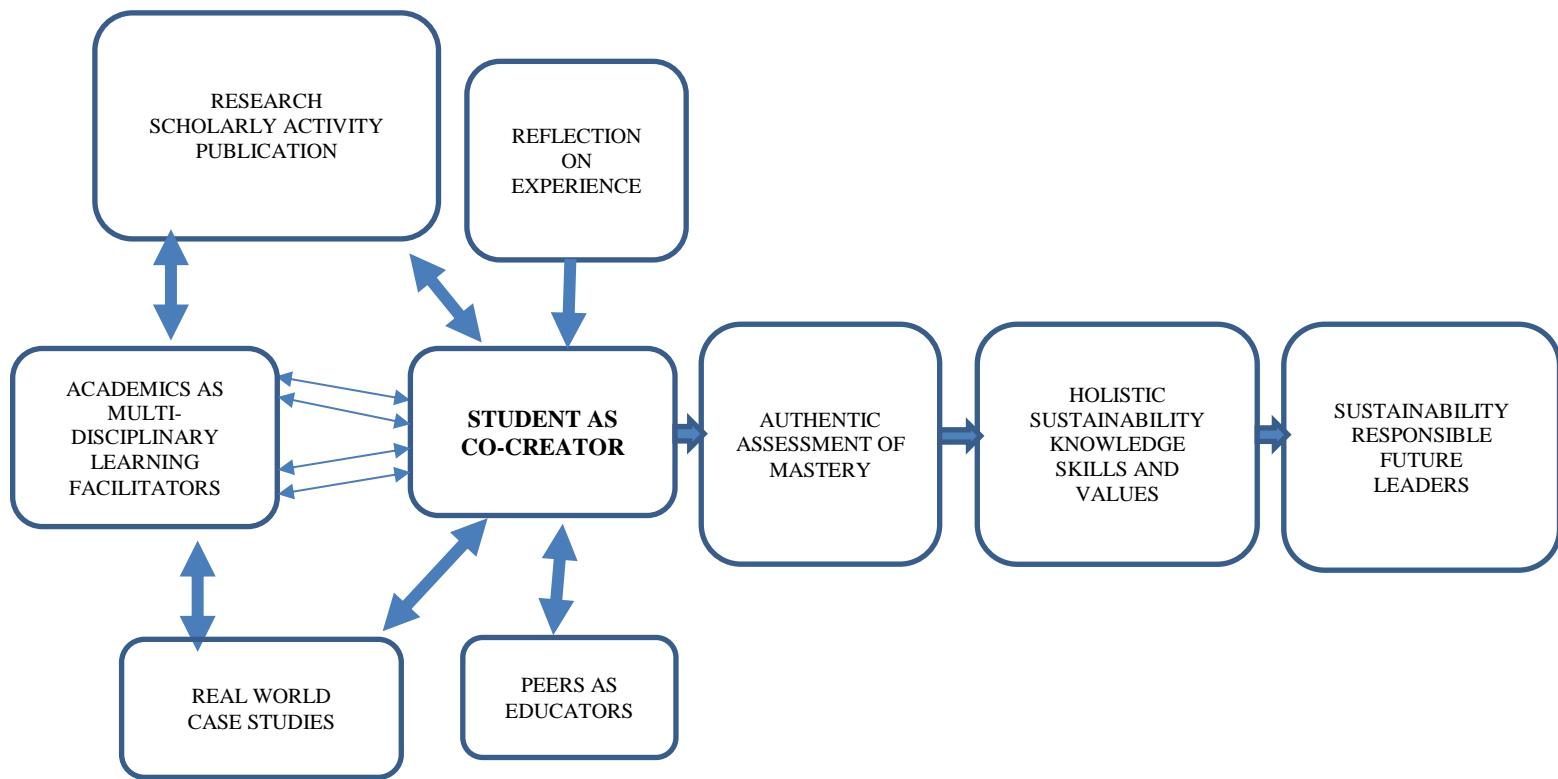 RESEARCH
SCHOLARLY ACTIVITY
PUBLICATION
REFLECTION
ON
EXPERIENCE
ACADEMICS AS
MULTI-
DISCIPLINARY
LEARNING
FACILITATORS
STUDENT AS
CO-CREATOR
AUTHENTIC
ASSESSMENT OF
MASTERY
HOLISTIC
SUSTAINABILITY
KNOWLEDGE
SKILLS AND
VALUES
SUSTAINABILITY
RESPONSIBLE
FUTURE
LEADERS
REAL WORLD
CASE STUDIES
PEERS AS
EDUCATORS